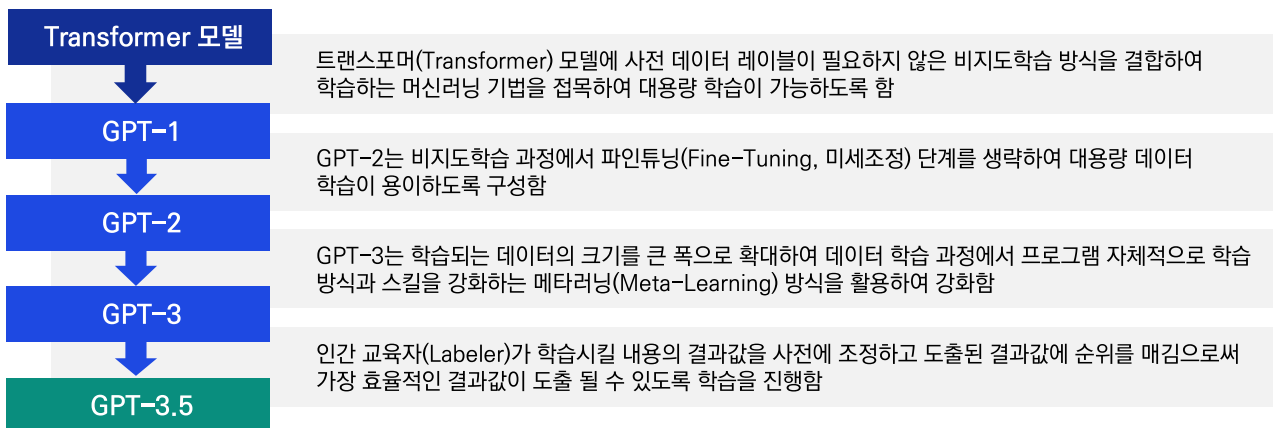 Transformer 모델
트랜스포머(Transformer) 모델에 사전 데이터 레이블이 필요하지 않은 비지도학습 방식을 결합하여
학습하는 머신러닝 기법을 접목하여 대용량 학습이 가능하도록 함
GPT-1
GPT-2는 비지도학습 과정에서 파인튜닝(Fine-Tuning, 미세조정) 단계를 생략하여 대용량 데이터
학습이 용이하도록 구성함
GPT-2
GPT-3는 학습되는 데이터의 크기를 큰 폭으로 확대하여 데이터 학습 과정에서 프로그램 자체적으로 학습
방식과 스킬을 강화하는 메타러닝(Meta-Learning) 방식을 활용하여 강화함
GPT-3
인간 교육자(Labeler)가 학습시킬 내용의 결과값을 사전에 조정하고 도출된 결과값에 순위를 매김으로써
가장 효율적인 결과값이 도출 될 수 있도록 학습을 진행함
GPT-3.5